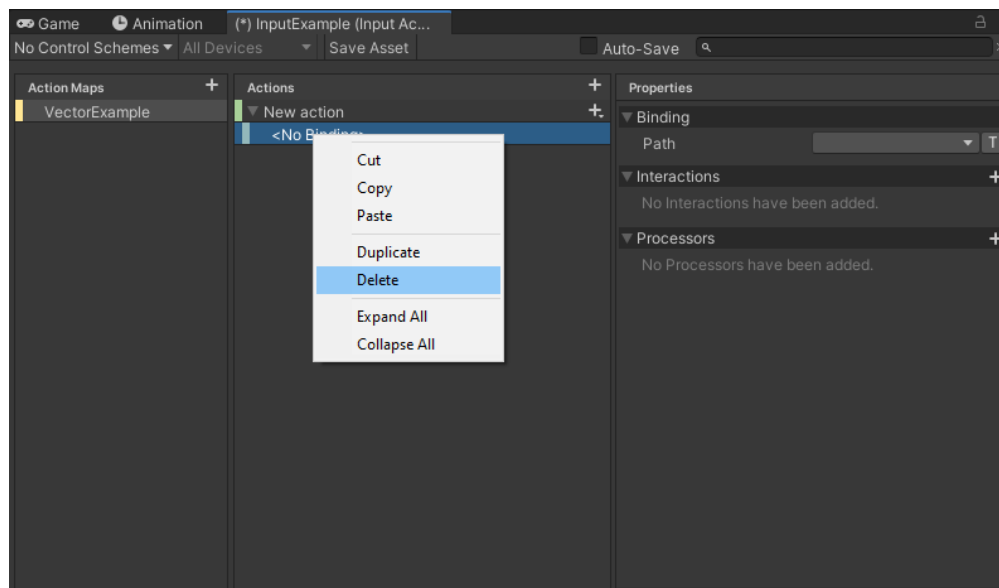 Game Animation (*) InputExample (Input Ac...
No Control Schemes All Devices Save Asset Auto-Save
Action Maps + Actions + Properties
VectorExample New action + Binding
<No Binding> Path T
Cut
Copy
Paste
Duplicate
Delete
Expand All
Collapse All
Interactions +
No Interactions have been added.
Processors +
No Processors have been added.